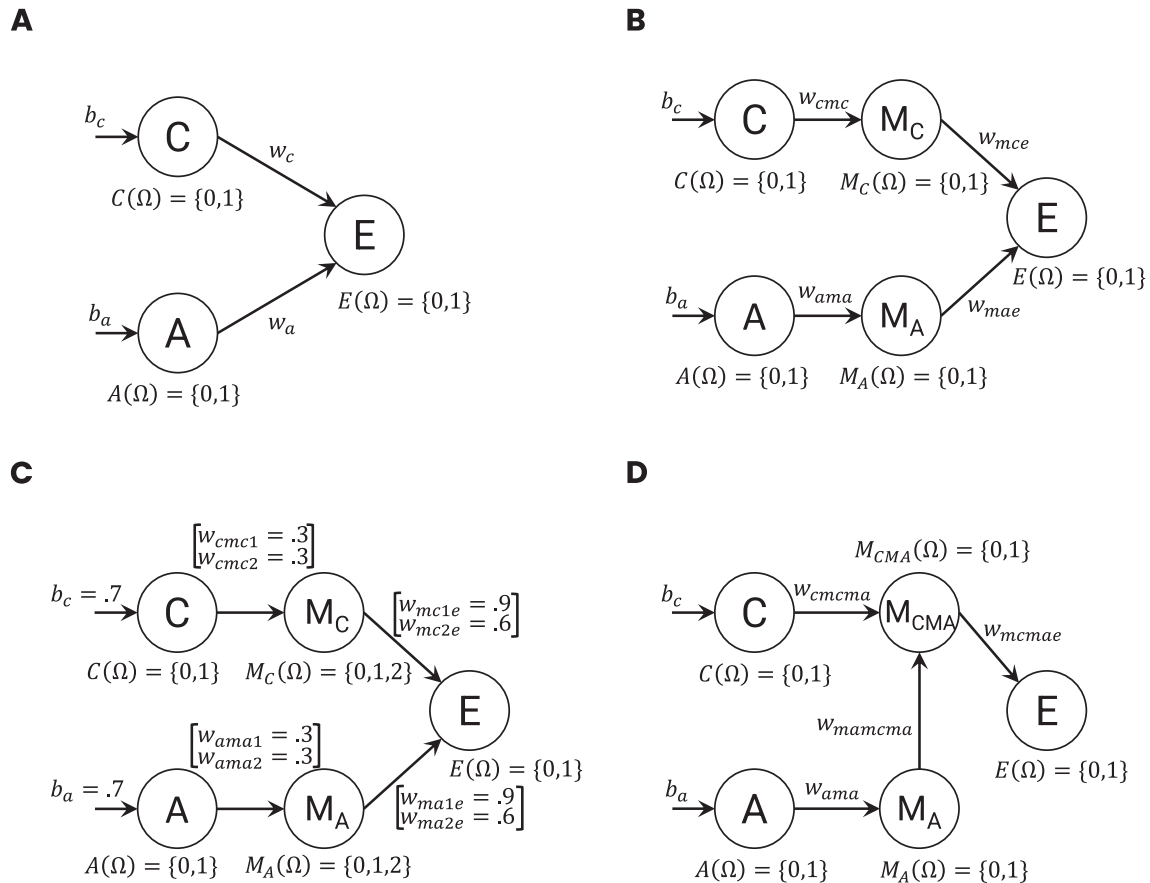 A
b_c
C
w_c
C(Ω) = {0,1}
E
E(Ω) = {0,1}
b_a
A
w_a
A(Ω) = {0,1}
B
b_c
C
w_cmc
M_C
w_mce
C(Ω) = {0,1}
M_C(Ω) = {0,1}
E
E(Ω) = {0,1}
b_a
A
w_ama
M_A
w_mae
A(Ω) = {0,1}
M_A(Ω) = {0,1}
C
w_cmc1 = .3
w_cmc2 = .3
b_c = .7
C
M_C
w_mc1e = .9
w_mc2e = .6
C(Ω) = {0,1}
M_C(Ω) = {0,1,2}
E
E(Ω) = {0,1}
w_ama1 = .3
w_ama2 = .3
b_a = .7
A
M_A
w_ma1e = .9
w_ma2e = .6
A(Ω) = {0,1}
M_A(Ω) = {0,1,2}
D
M_CMA(Ω) = {0,1}
b_c
C
w_cmcma
M_CMA
w_mcmae
C(Ω) = {0,1}
E
w_mamcma
E(Ω) = {0,1}
b_a
A
w_ama
M_A
A(Ω) = {0,1}
M_A(Ω) = {0,1}